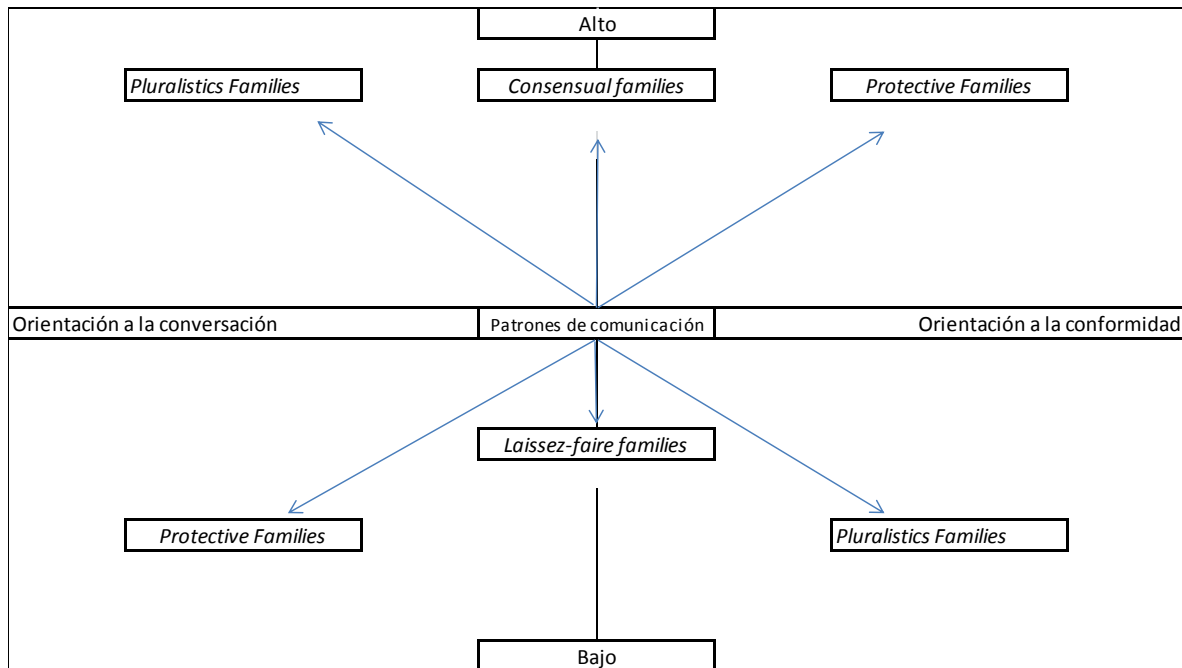 Alto
Pluralistics Families
Consensual families
Protective Families
Orientación a la conversación
Patrones de comunicación
Orientación a la conformidad
Laissez-faire families
Protective Families
Pluralistics Families
Bajo